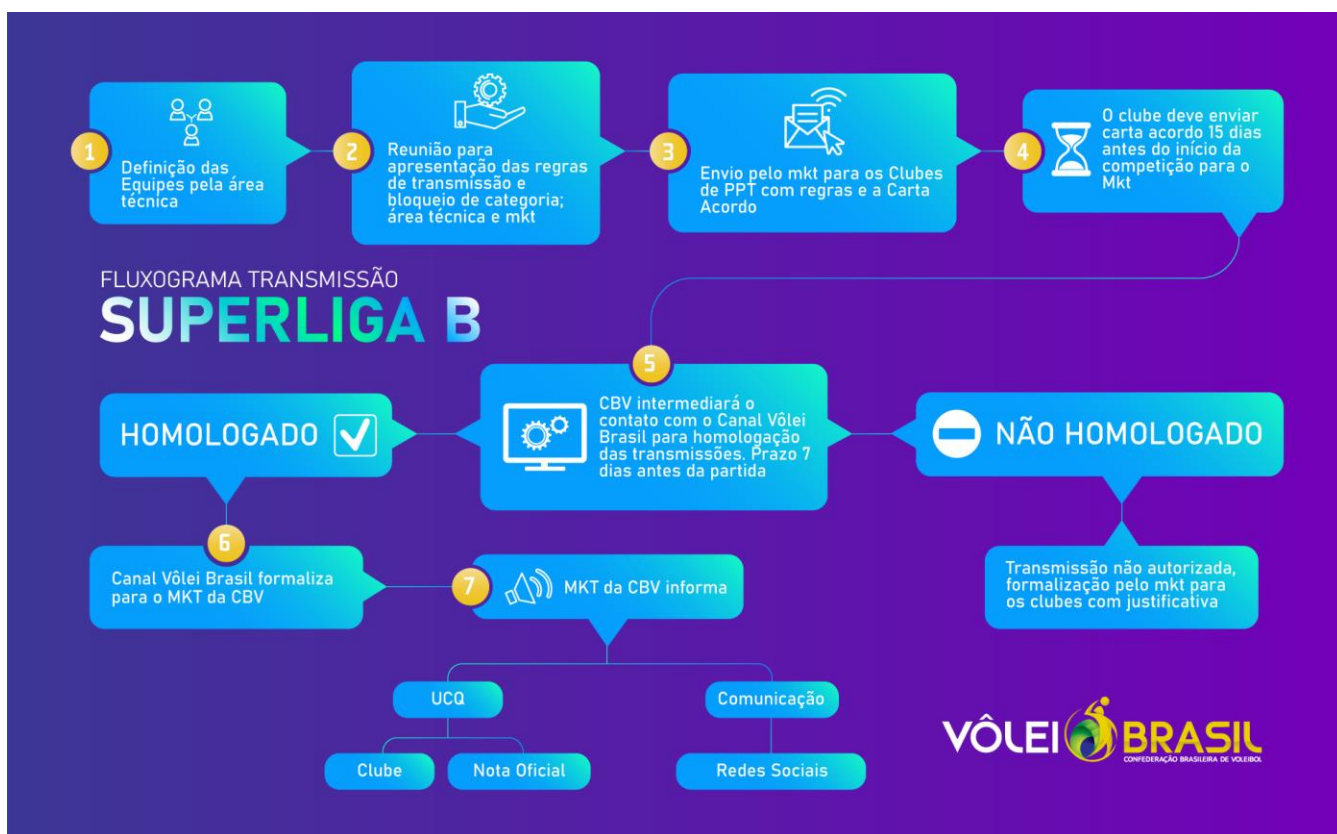 1
Definição das
Equipes pela área
técnica
2
Reunião para
apresentação das regras
de transmissão e
bloqueio de categoria;
área técnica e mkt
3
Envio pelo mkt para os Clubes
de PPT com regras e a Carta
Acordo
4
O clube deve enviar
carta acordo 15 dias
antes do início da
competição para o
Mkt
FLUXOGRAMA TRANSMISSÃO
SUPERLIGA B
5
CBV intermediará o
contato com o Canal Vôlei
Brasil para homologação
das transmissões. Prazo 7
dias antes da partida
HOMOLOGADO
NÃO HOMOLOGADO
6
Canal Vôlei Brasil formaliza
para o MKT da CBV
7
MKT da CBV informa
Transmissão não autorizada,
formalização pelo mkt para
os clubes com justificativa
UCQ
Comunicação
Clube
Nota Oficial
Redes Sociais
VÔLEI BRASIL
CONFEDERAÇÃO BRASILEIRA DE VOLEIBOL